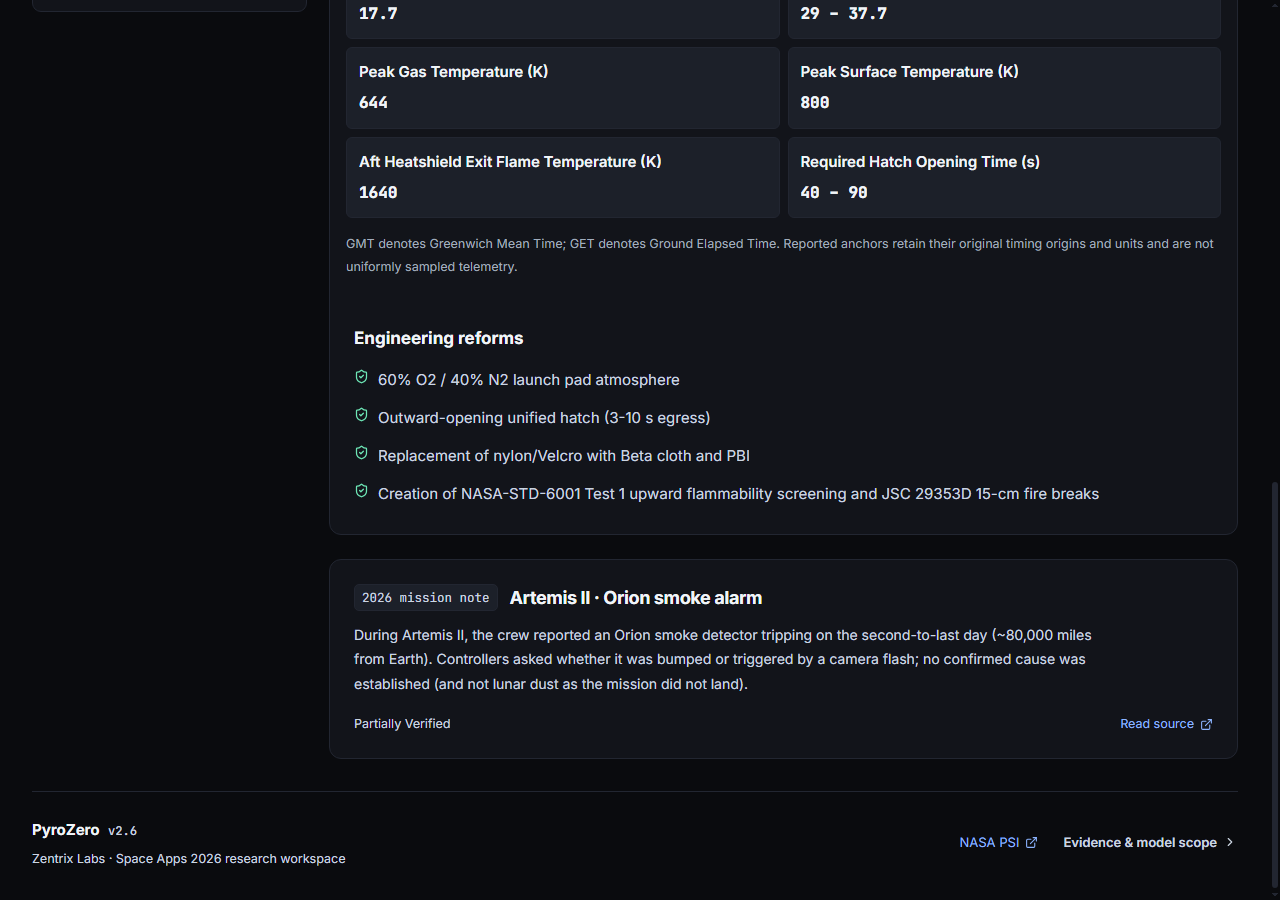 17.7
29 – 37.7
Peak Gas Temperature (K)
644
Peak Surface Temperature (K)
800
Aft Heatshield Exit Flame Temperature (K)
1640
Required Hatch Opening Time (s)
40 – 90
GMT denotes Greenwich Mean Time; GET denotes Ground Elapsed Time. Reported anchors retain their original timing origins and units and are not
uniformly sampled telemetry.
Engineering reforms
60% O2 / 40% N2 launch pad atmosphere
Outward-opening unified hatch (3-10 s egress)
Replacement of nylon/Velcro with Beta cloth and PBI
Creation of NASA-STD-6001 Test 1 upward flammability screening and JSC 29353D 15-cm fire breaks
2026 mission note
Artemis II · Orion smoke alarm
During Artemis II, the crew reported an Orion smoke detector tripping on the second-to-last day (~80,000 miles
from Earth). Controllers asked whether it was bumped or triggered by a camera flash; no confirmed cause was
established (and not lunar dust as the mission did not land).
Partially Verified
Read source
PyroZero v2.6
Zentrix Labs · Space Apps 2026 research workspace
NASA PSI
Evidence & model scope